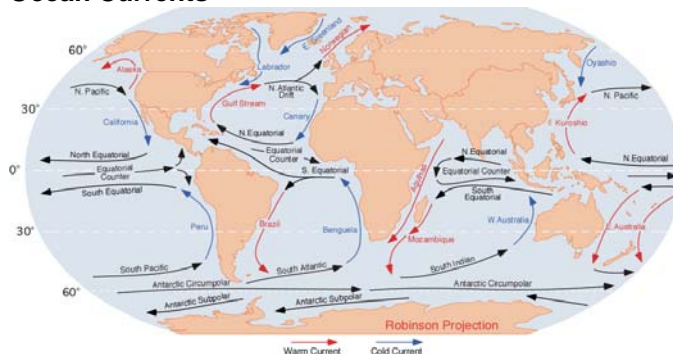 Ocean Currents
60°
30°
0°
30°
60°
Alaska
N. Pacific
California
North Equatorial
Equatorial
Counter
South Equatorial
Peru
South Pacific
Antarctic Circumpolar
Antarctic Subpolar
Labrador
E. Greenland
Norwegian
N. Atlantic
Drift
Gulf Stream
Canary
N. Equatorial
Equatorial
Counter
S. Equatorial
Brazil
Benguela
South Atlantic
Antarctic Subpolar
Agulhas
Mozambique
N. Equatorial
Equatorial Counter
South
Equatorial
W. Australia
South Indian
Antarctic Circumpolar
Oyashio
N. Pacific
Kuroshio
N. Equatorial
E. Australia
Robinson Projection
Warm Current
Cold Current